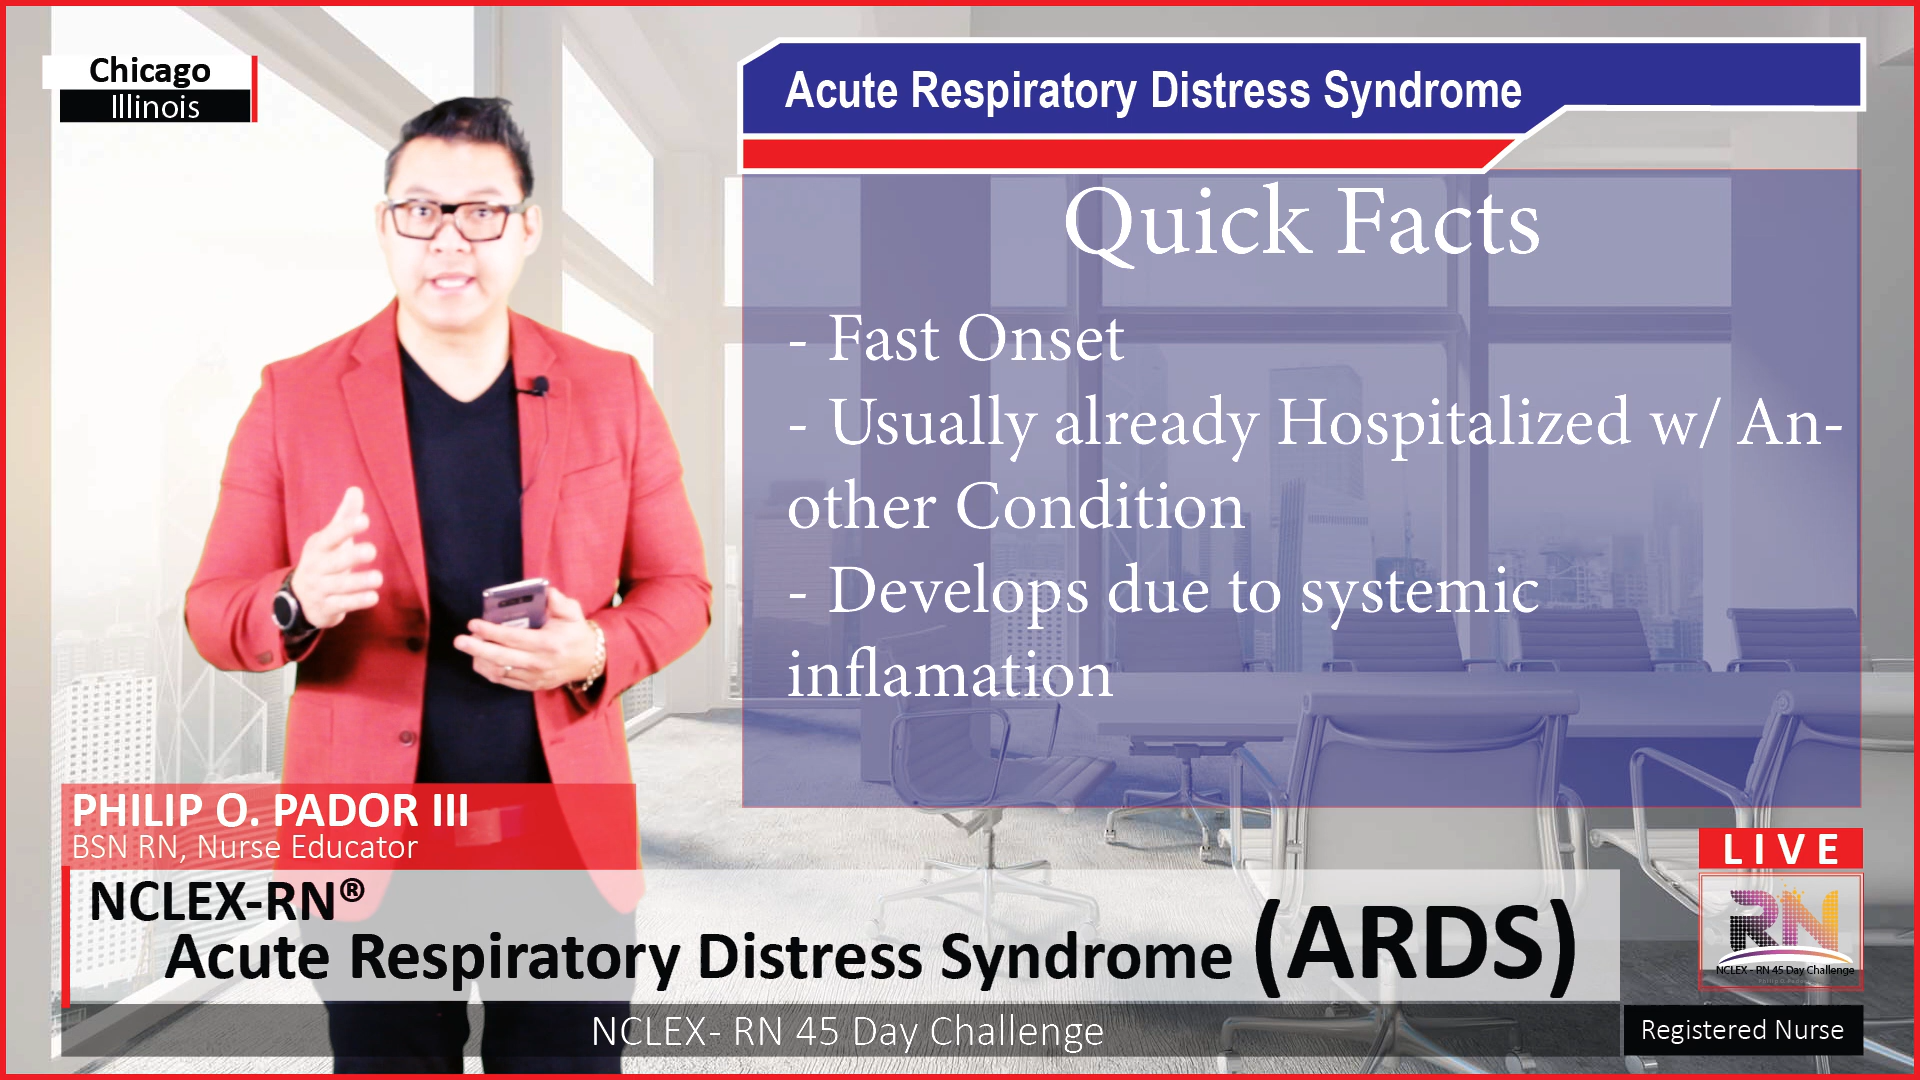 Chicago
Illinois
Acute Respiratory Distress Syndrome
Quick Facts
- Fast Onset
- Usually already Hospitalized w/ An-
other Condition
- Develops due to systemic
inflamation
PHILIP O. PADOR III
BSN RN, Nurse Educator
NCLEX-RN®
Acute Respiratory Distress Syndrome (ARDS)
NCLEX- RN 45 Day Challenge
LIVE
RN
NCLEX - RN 45 Day Challenge
Registered Nurse